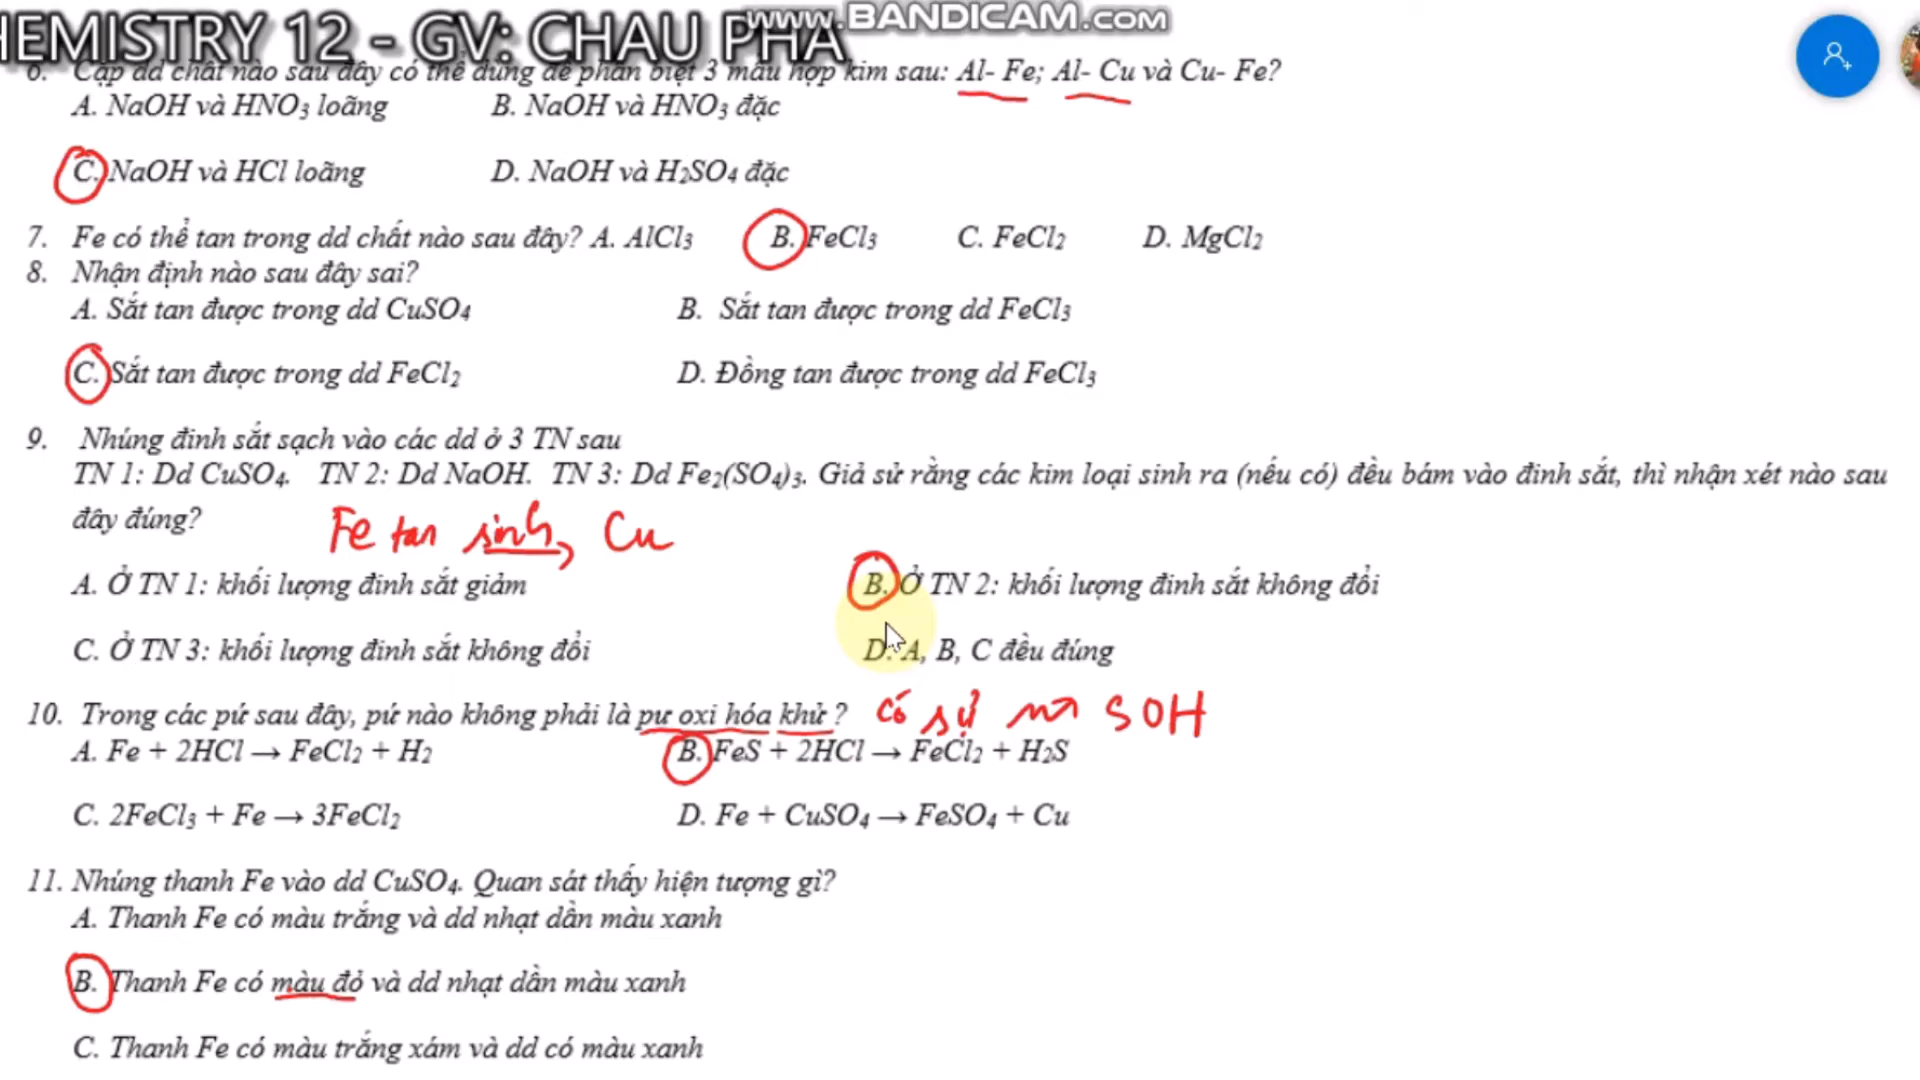 HEMISTRY 12 - GV: CHAU PHA
www.BANDICAM.COM
6. Cặp dd chất nào sau đây có thể dùng để phân biệt 3 mẫu hợp kim sau: Al- Fe; Al- Cu và Cu- Fe?
A. NaOH và HNO3 loãng B. NaOH và HNO3 đặc
C. NaOH và HCl loãng D. NaOH và H2SO4 đặc
7. Fe có thể tan trong dd chất nào sau đây? A. AlCl3 B. FeCl3 C. FeCl2 D. MgCl2
8. Nhận định nào sau đây sai?
A. Sắt tan được trong dd CuSO4 B. Sắt tan được trong dd FeCl3
C. Sắt tan được trong dd FeCl2 D. Đồng tan được trong dd FeCl3
9. Nhúng đinh sắt sạch vào các dd ở 3 TN sau
TN 1: Dd CuSO4. TN 2: Dd NaOH. TN 3: Dd Fe2(SO4)3. Giả sử rằng các kim loại sinh ra (nếu có) đều bám vào đinh sắt, thì nhận xét nào sau
đây đúng? Fe tan sinh Cu
A. Ở TN 1: khối lượng đinh sắt giảm B. Ở TN 2: khối lượng đinh sắt không đổi
C. Ở TN 3: khối lượng đinh sắt không đổi D. A, B, C đều đúng
10. Trong các pứ sau đây, pứ nào không phải là pư oxi hóa khử ? có sự SOH
A. Fe + 2HCl → FeCl2 + H2 B. FeS + 2HCl → FeCl2 + H2S
C. 2FeCl3 + Fe → 3FeCl2 D. Fe + CuSO4 → FeSO4 + Cu
11. Nhúng thanh Fe vào dd CuSO4. Quan sát thấy hiện tượng gì?
A. Thanh Fe có màu trắng và dd nhạt dần màu xanh
B. Thanh Fe có màu đỏ và dd nhạt dần màu xanh
C. Thanh Fe có màu trắng xám và dd có màu xanh